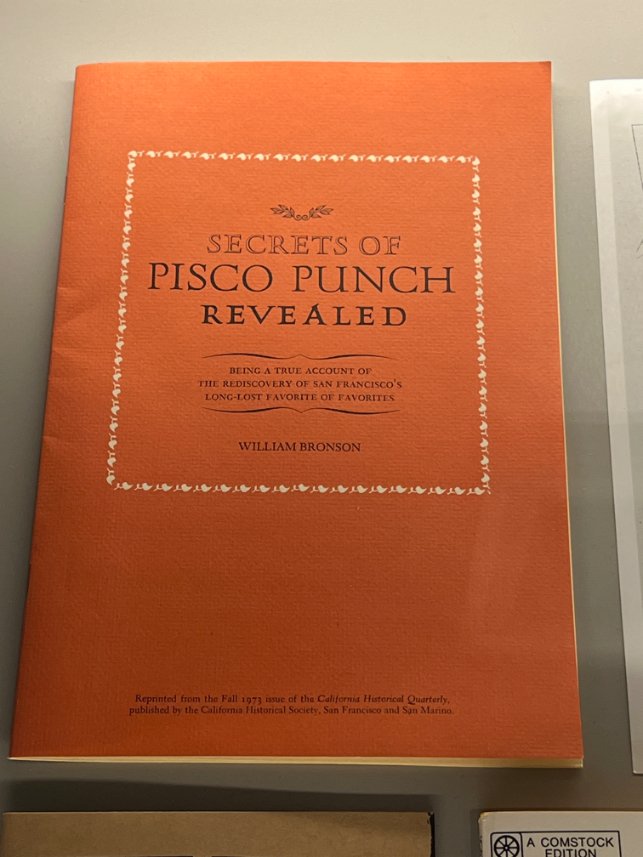 SECRETS OF
PISCO PUNCH
REVEALED
BEING A TRUE ACCOUNT OF
THE REDISCOVERY OF SAN FRANCISCO'S
LONG-LOST FAVORITE OF FAVORITES
WILLIAM BRONSON
Reprinted from the Fall 1973 issue of the California Historical Quarterly,
published by the California Historical Society, San Francisco and San Marino.
A COMSTOCK
EDITION